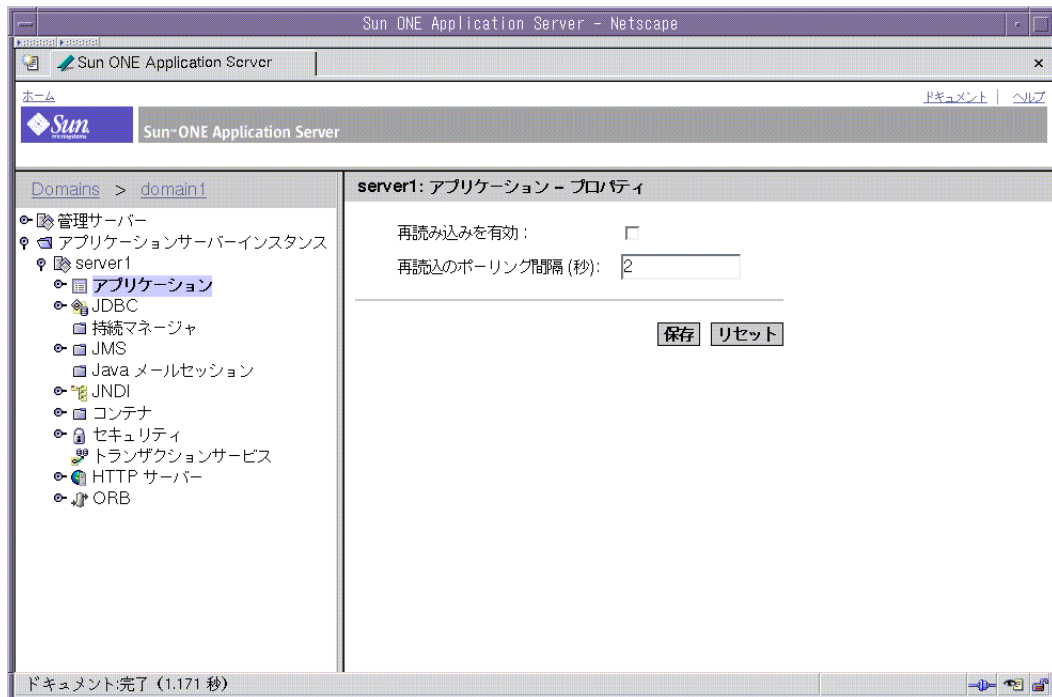 Sun ONE Application Server – Netscape
Sun ONE Application Server
ホーム
ドキュメント | ヘルプ
Sun
microsystems
Sun ONE Application Server
Domains > domain1
server1: アプリケーション – プロパティ
管理サーバー
アプリケーションサーバーインスタンス
server1
アプリケーション
JDBC
持続マネージャ
JMS
Java メールセッション
JNDI
コンテナ
セキュリティ
トランザクションサービス
HTTP サーバー
ORB
再読み込みを有効 :
再読込のポーリング間隔 (秒): 2
保存 リセット
ドキュメント:完了 (1.171 秒)